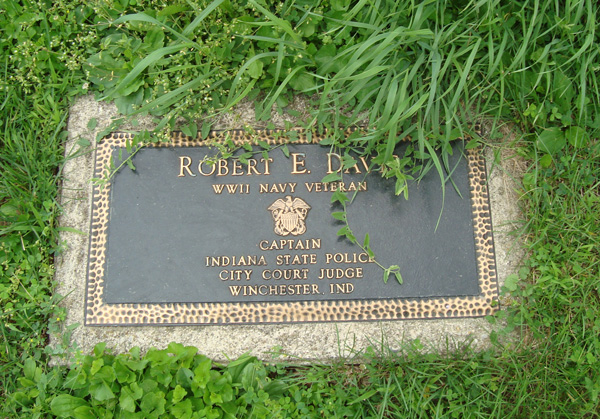 ROBERT E.
WWII NAVY VETERAN
CAPTAIN
INDIANA STATE POLICE
CITY COURT JUDGE
WINCHESTER, IND